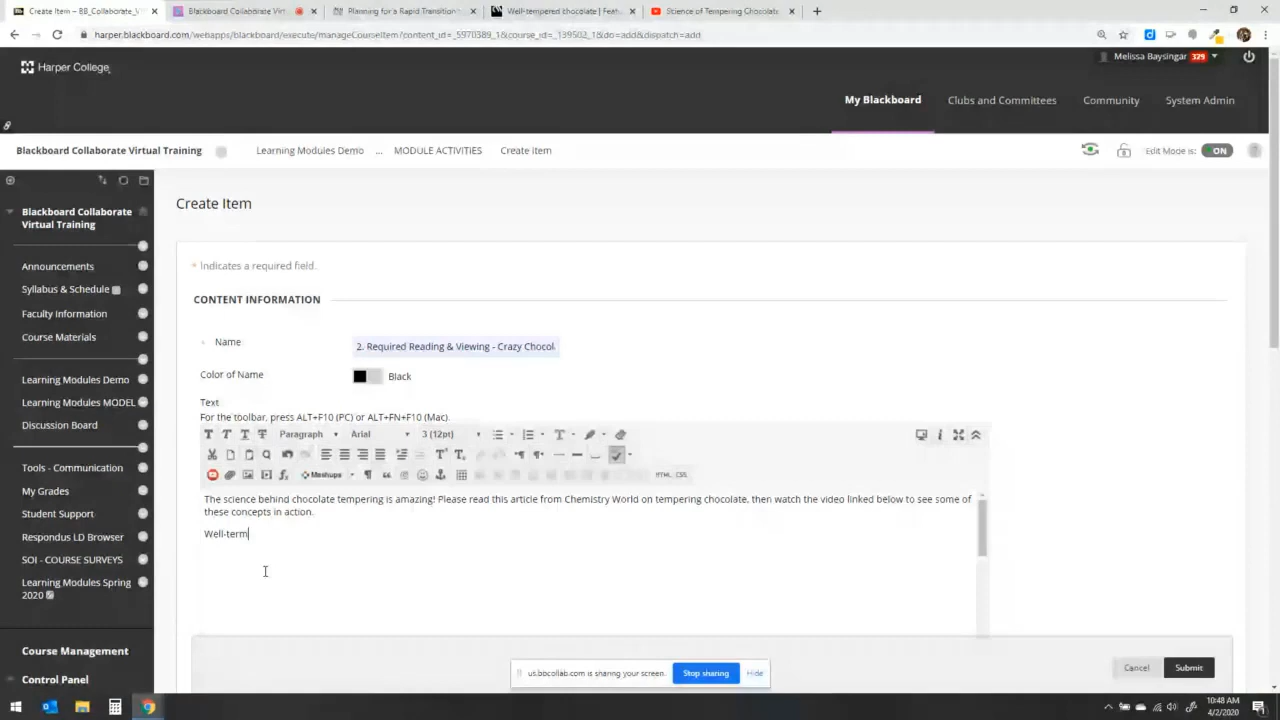 Create Item – BB_Collaborate_V
Blackboard Collaborate Virtu
Planning for a Rapid Transition
Well-tempered chocolate | Feat
Science of Tempering Chocolate
harperblackboard.com/webapps/blackboard/execute/manageCourseItem?content_id=_5970389_1&course_id=_139502_1&do=add&dispatch=add
Harper College
Melissa Baysingar 329
My Blackboard
Clubs and Committees
Community
System Admin
Blackboard Collaborate Virtual Training
Learning Modules Demo
...
MODULE ACTIVITIES
Create Item
Edit Mode is: ON
Blackboard Collaborate
Virtual Training
Announcements
Syllabus & Schedule
Faculty Information
Course Materials
Learning Modules Demo
Learning Modules MODEL
Discussion Board
Tools - Communication
My Grades
Student Support
Respondus LD Browser
SOI - COURSE SURVEYS
Learning Modules Spring
2020
Course Management
Control Panel
Create Item
* Indicates a required field.
CONTENT INFORMATION
Name
2. Required Reading & Viewing - Crazy Chocol
Color of Name
Black
Text
For the toolbar, press ALT+F10 (PC) or ALT+FN+F10 (Mac).
T T T T Paragraph Arial 3 (12pt)
Mashups
HTML CSS
The science behind chocolate tempering is amazing! Please read this article from Chemistry World on tempering chocolate, then watch the video linked below to see some of
these concepts in action.
Well-term
us.bbcollab.com is sharing your screen.
Stop sharing
Hide
Cancel
Submit
10:48 AM
4/2/2020